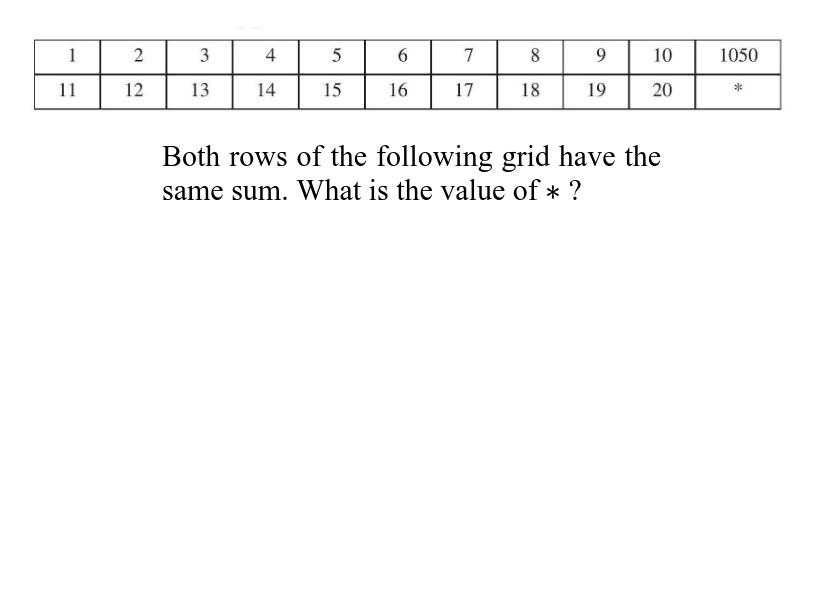 1 2 3 4 5 6 7 8 9 10 1050
11 12 13 14 15 16 17 18 19 20 *
Both rows of the following grid have the
same sum. What is the value of * ?